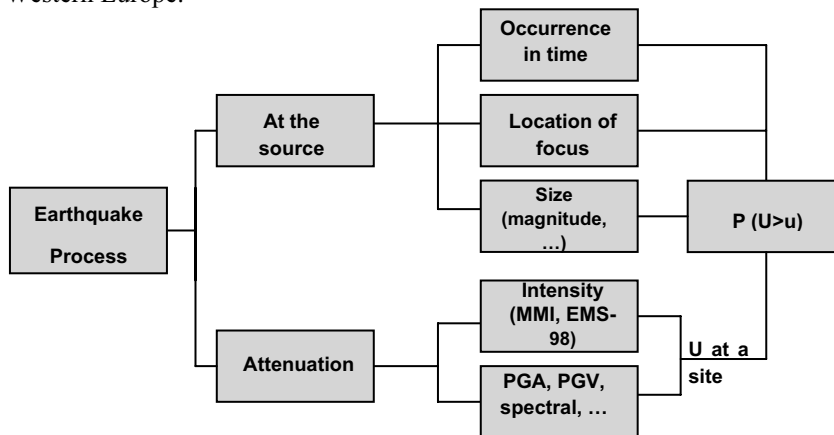 Western Europe.
Occurrence
in time
At the
source
Location of
focus
Earthquake
Process
Size
(magnitude,
…)
P (U>u)
Intensity
(MMI, EMS-
98)
Attenuation
U at a
site
PGA, PGV,
spectral, …